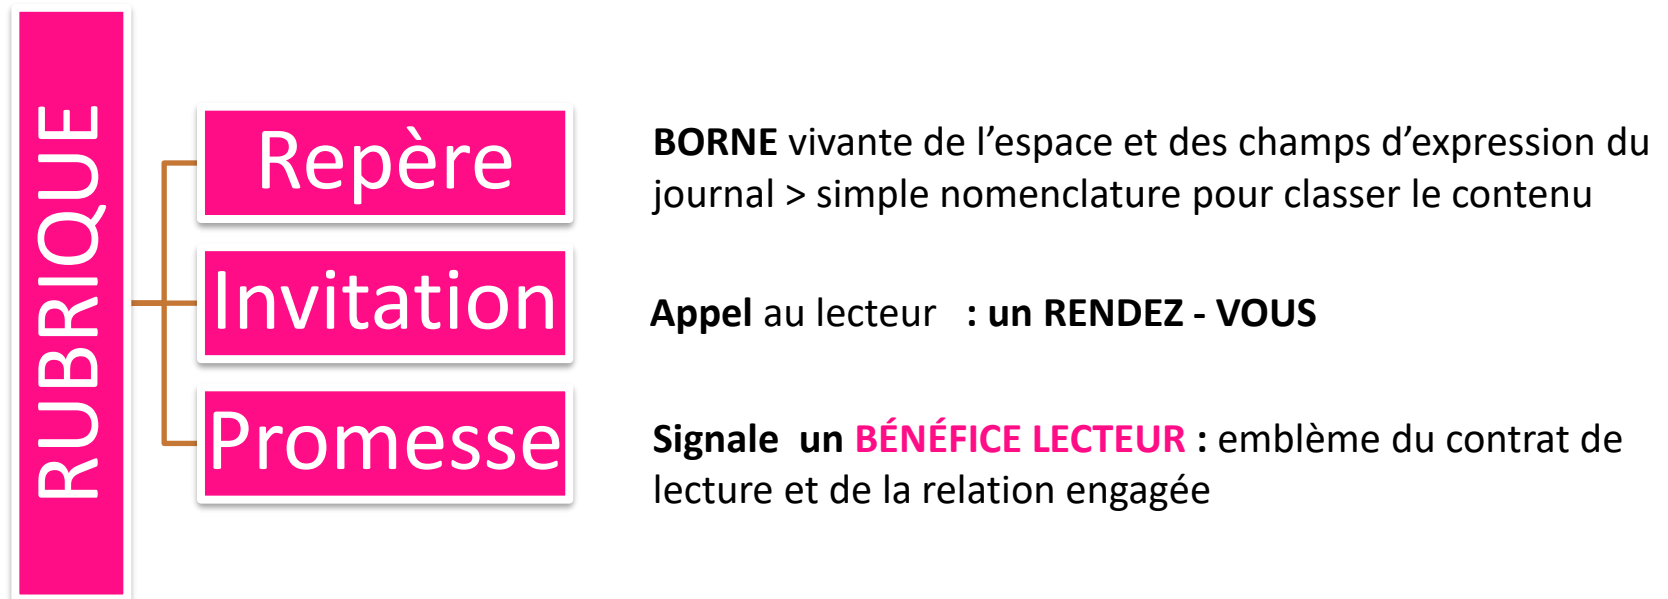 RUBRIQUE
Repère
BORNE vivante de l’espace et des champs d’expression du
journal > simple nomenclature pour classer le contenu
Invitation
Appel au lecteur : un RENDEZ - VOUS
Promesse
Signale un BÉNÉFICE LECTEUR : emblème du contrat de
lecture et de la relation engagée